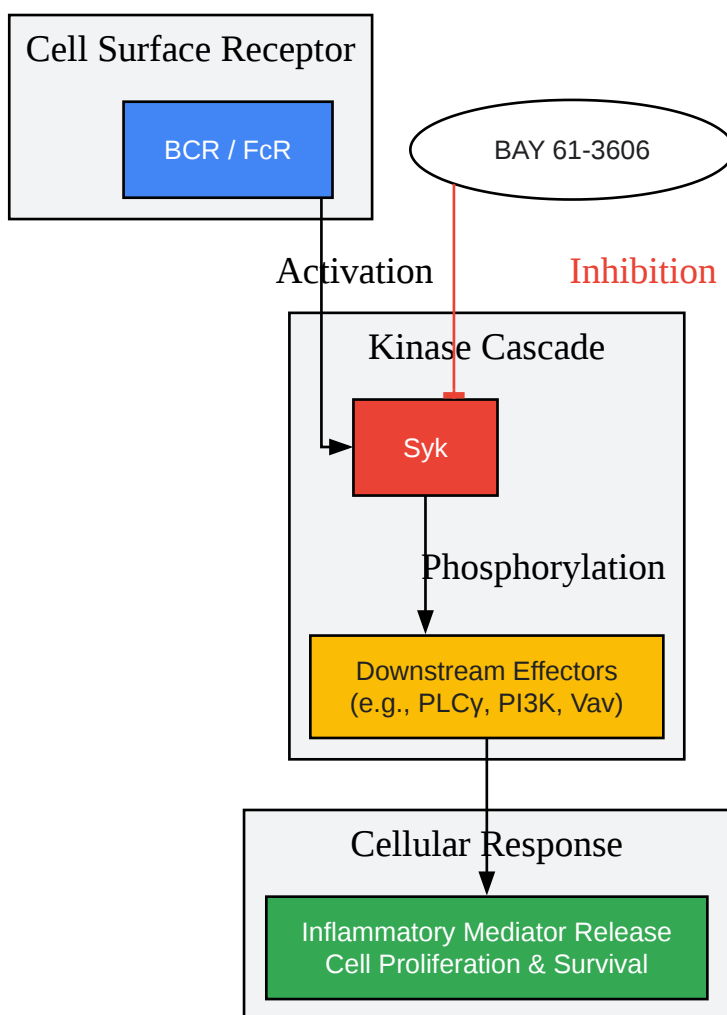 Cell Surface Receptor
BCR / FcR
BAY 61-3606
Activation
Inhibition
Kinase Cascade
Syk
Phosphorylation
Downstream Effectors
(e.g., PLCγ, PI3K, Vav)
Cellular Response
Inflammatory Mediator Release
Cell Proliferation & Survival